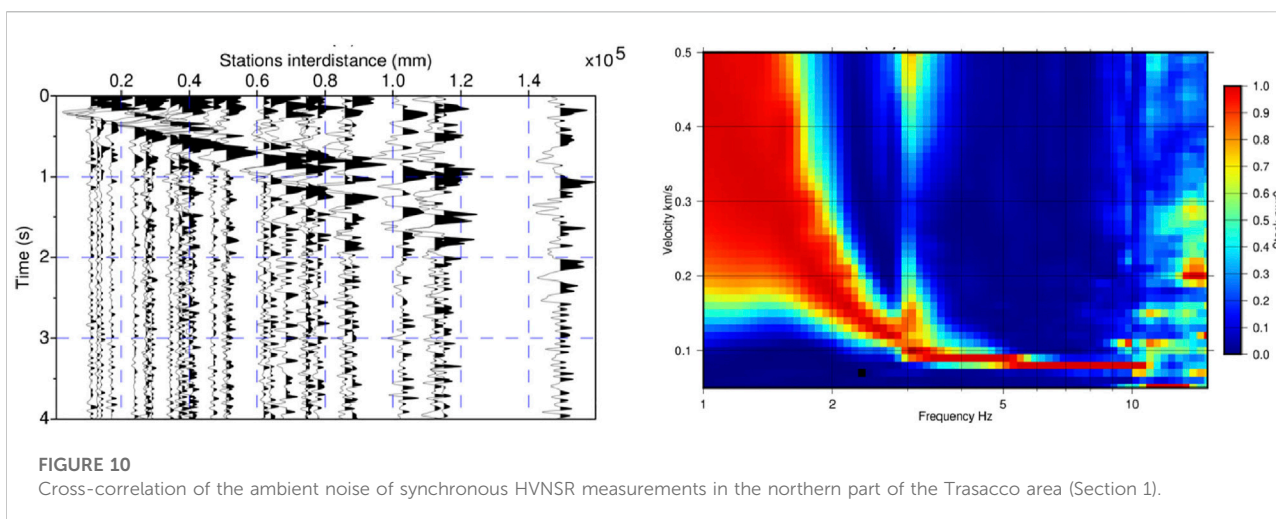 Stations interdistance (mm)
x10⁵
0.2 0.4 0.6 0.8 1.0 1.2 1.4
0
1
2
3
4
Time (s)
0.5
0.4
0.3
0.2
0.1
Velocity km/s
1 2 5 10
Frequency Hz
1.0
0.9
0.8
0.7
0.6
0.5
0.4
0.3
0.2
0.1
0.0
FIGURE 10
Cross-correlation of the ambient noise of synchronous HVNSR measurements in the northern part of the Trasacco area (Section 1).